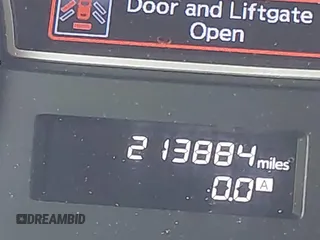 Door and Liftgate
Open
213884 miles
0.0 A
DREAMBID